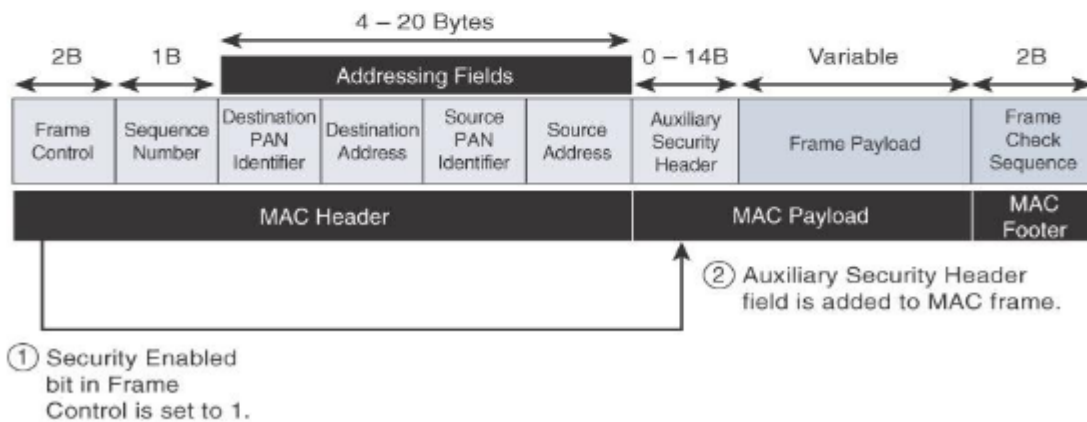 4 – 20 Bytes
2B 1B 0 – 14B Variable 2B
Addressing Fields
Frame Control
Sequence Number
Destination PAN Identifier
Destination Address
Source PAN Identifier
Source Address
Auxiliary Security Header
Frame Payload
Frame Check Sequence
MAC Header
MAC Payload
MAC Footer
② Auxiliary Security Header
field is added to MAC frame.
① Security Enabled
bit in Frame
Control is set to 1.